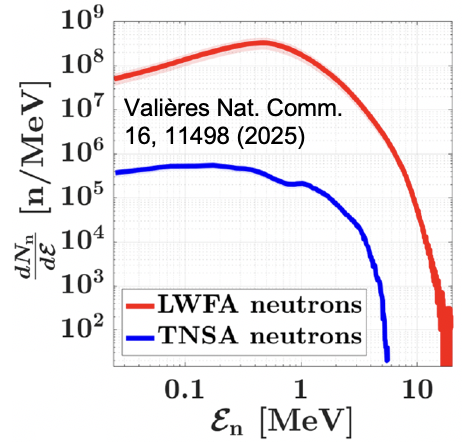 10⁹
10⁸
10⁷
10⁶
10⁵
10⁴
10³
10²
dNₙ/dℰ [n/MeV]
Valières Nat. Comm.
16, 11498 (2025)
LWFA neutrons
TNSA neutrons
0.1 1 10
ℰₙ [MeV]